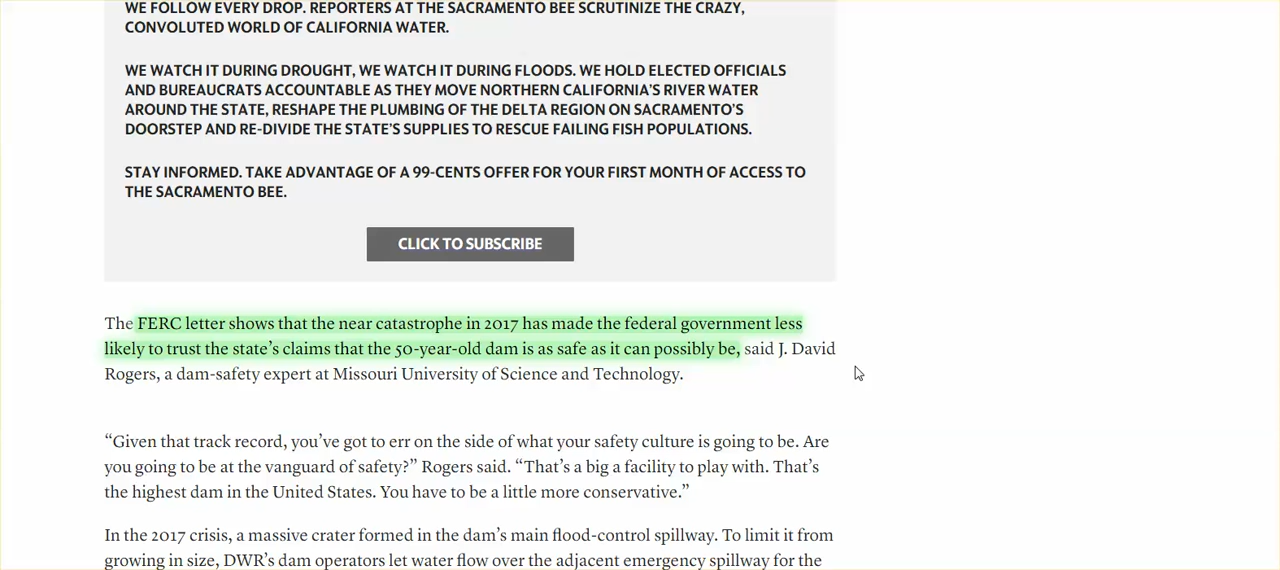 WE FOLLOW EVERY DROP. REPORTERS AT THE SACRAMENTO BEE SCRUTINIZE THE CRAZY,
CONVOLUTED WORLD OF CALIFORNIA WATER.
WE WATCH IT DURING DROUGHT, WE WATCH IT DURING FLOODS. WE HOLD ELECTED OFFICIALS
AND BUREAUCRATS ACCOUNTABLE AS THEY MOVE NORTHERN CALIFORNIA'S RIVER WATER
AROUND THE STATE, RESHAPE THE PLUMBING OF THE DELTA REGION ON SACRAMENTO'S
DOORSTEP AND RE-DIVIDE THE STATE'S SUPPLIES TO RESCUE FAILING FISH POPULATIONS.
STAY INFORMED. TAKE ADVANTAGE OF A 99-CENTS OFFER FOR YOUR FIRST MONTH OF ACCESS TO
THE SACRAMENTO BEE.
CLICK TO SUBSCRIBE
The FERC letter shows that the near catastrophe in 2017 has made the federal government less
likely to trust the state’s claims that the 50-year-old dam is as safe as it can possibly be, said J. David
Rogers, a dam-safety expert at Missouri University of Science and Technology.
“Given that track record, you’ve got to err on the side of what your safety culture is going to be. Are
you going to be at the vanguard of safety?” Rogers said. “That’s a big a facility to play with. That’s
the highest dam in the United States. You have to be a little more conservative.”
In the 2017 crisis, a massive crater formed in the dam’s main flood-control spillway. To limit it from
growing in size, DWR’s dam operators let water flow over the adjacent emergency spillway for the